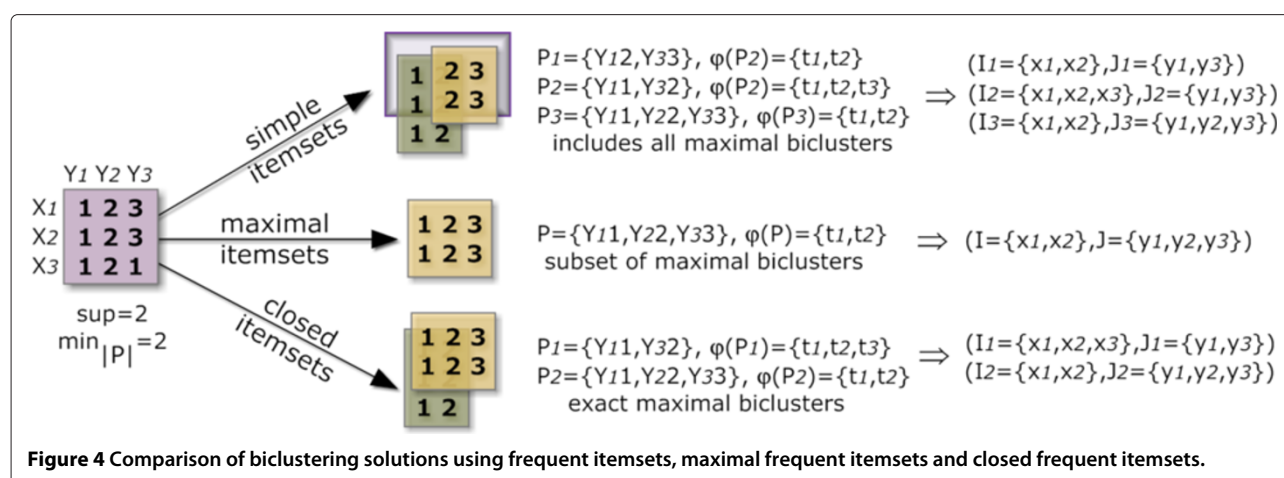 simple
itemsets
1 2 3
1 2 3
1 2
P1={Y12,Y33}, φ(P2)={t1,t2}
P2={Y11,Y32}, φ(P2)={t1,t2,t3}
P3={Y11,Y22,Y33}, φ(P3)={t1,t2}
includes all maximal biclusters
⇒
(I1={x1,x2},J1={y1,y3})
(I2={x1,x2,x3},J2={y1,y3})
(I3={x1,x2},J3={y1,y2,y3})
Y1 Y2 Y3
X1 1 2 3
X2 1 2 3
X3 1 2 1
sup=2
min|P|=2
maximal
itemsets
1 2 3
1 2 3
P={Y11,Y22,Y33}, φ(P)={t1,t2}
subset of maximal biclusters
⇒ (I={x1,x2},J={y1,y2,y3})
closed
itemsets
1 2 3
1 2 3
1 2
P1={Y11,Y32}, φ(P1)={t1,t2,t3}
P2={Y11,Y22,Y33}, φ(P2)={t1,t2}
exact maximal biclusters
⇒
(I1={x1,x2,x3},J1={y1,y3})
(I2={x1,x2},J2={y1,y2,y3})
Figure 4 Comparison of biclustering solutions using frequent itemsets, maximal frequent itemsets and closed frequent itemsets.